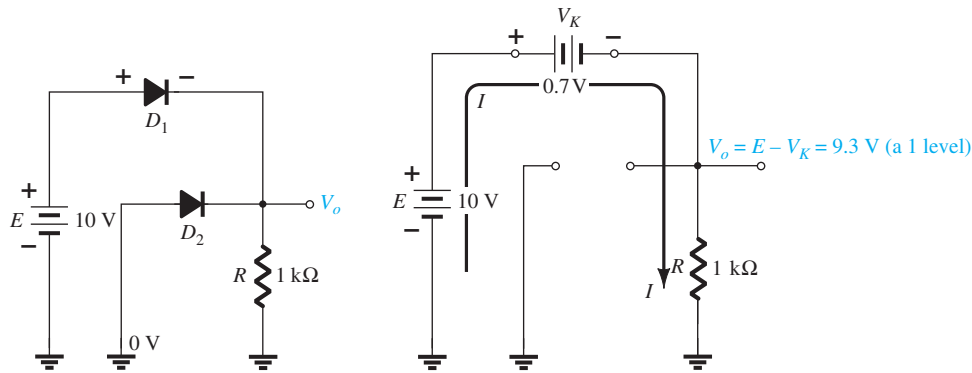 + −
D1
+
E 10 V
−
D2
Vo
R 1 kΩ
0 V
VK
+ −
0.7 V
I
Vo = E – VK = 9.3 V (a 1 level)
+
E 10 V
−
R 1 kΩ
I